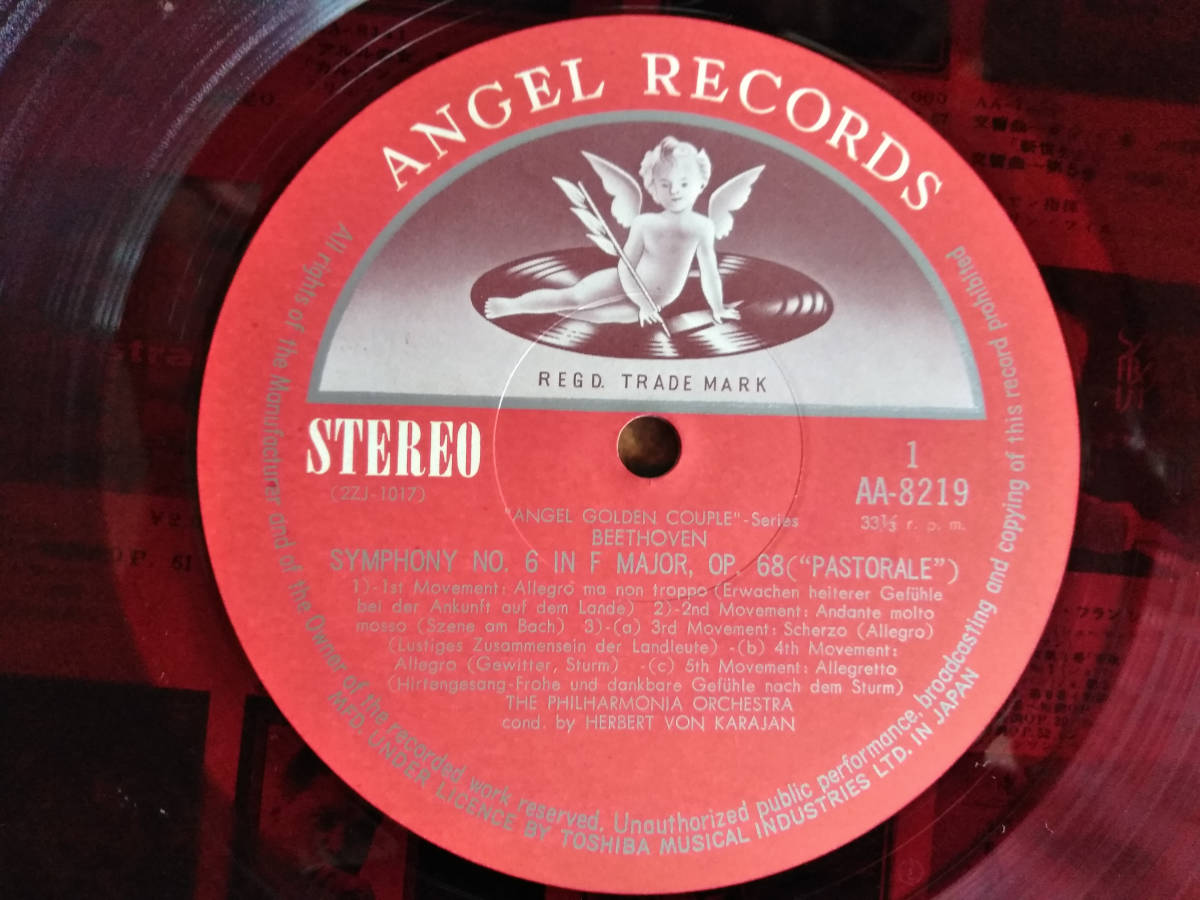 ANGEL RECORDS
REGD. TRADE MARK
STEREO
(2ZJ-1017)
1
AA-8219
33⅓ r. p. m.
"ANGEL GOLDEN COUPLE"-Series
BEETHOVEN
SYMPHONY NO. 6 IN F MAJOR, OP. 68("PASTORALE")
1)-1st Movement: Allegro ma non troppo (Erwachen heiterer Gefühle
bei der Ankunft auf dem Lande) 2)-2nd Movement: Andante molto
mosso (Szene am Bach) 3)-(a) 3rd Movement: Scherzo (Allegro)
(Lustiges Zusammensein der Landleute) -(b) 4th Movement:
Allegro (Gewitter, Sturm) -(c) 5th Movement: Allegretto
(Hirtengesang-Frohe und dankbare Gefühle nach dem Sturm)
THE PHILHARMONIA ORCHESTRA
cond. by HERBERT VON KARAJAN
All rights of the Manufacturer and of the Owner of the recorded work reserved. Unauthorized public performance, broadcasting and copying of this record prohibited
MFD. UNDER LICENCE BY TOSHIBA MUSICAL INDUSTRIES LTD. IN JAPAN